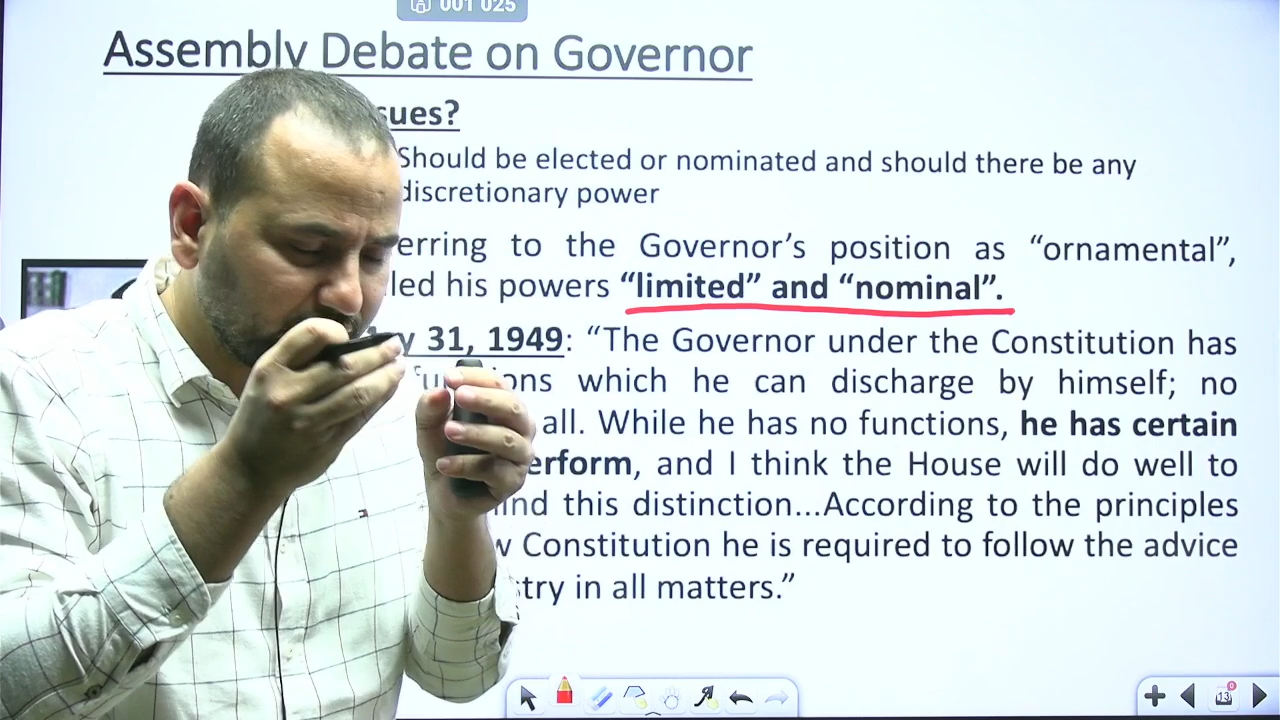 001 025
Assembly Debate on Governor
sues?
Should be elected or nominated and should there be any
discretionary power
erring to the Governor’s position as “ornamental”,
led his powers “limited” and “nominal”.
y 31, 1949: “The Governor under the Constitution has
which he can discharge by himself; no
all. While he has no functions, he has certain
erform, and I think the House will do well to
ind this distinction...According to the principles
w Constitution he is required to follow the advice
stry in all matters.”
13